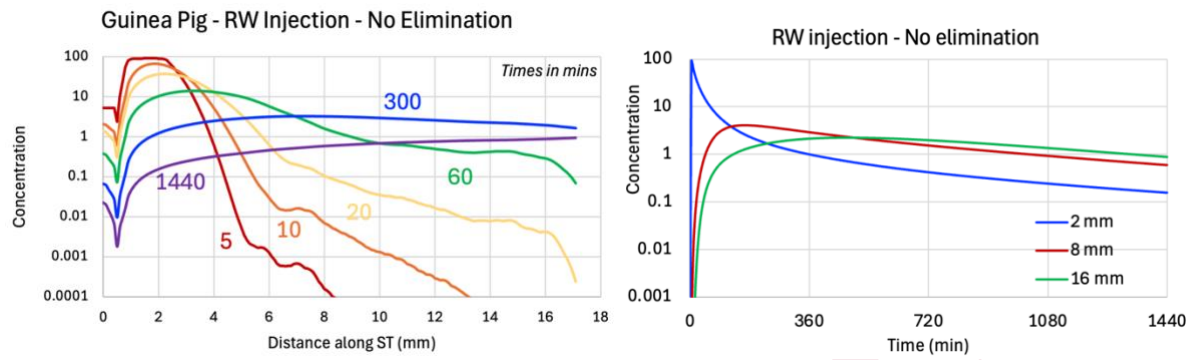 Guinea Pig - RW Injection - No Elimination
Times in mins
Concentration
100
10
1
0.1
0.01
0.001
0.0001
300
1440
60
20
10
5
0 2 4 6 8 10 12 14 16 18
Distance along ST (mm)
RW injection - No elimination
Concentration
100
10
1
0.1
0.01
0.001
2 mm
8 mm
16 mm
0 360 720 1080 1440
Time (min)